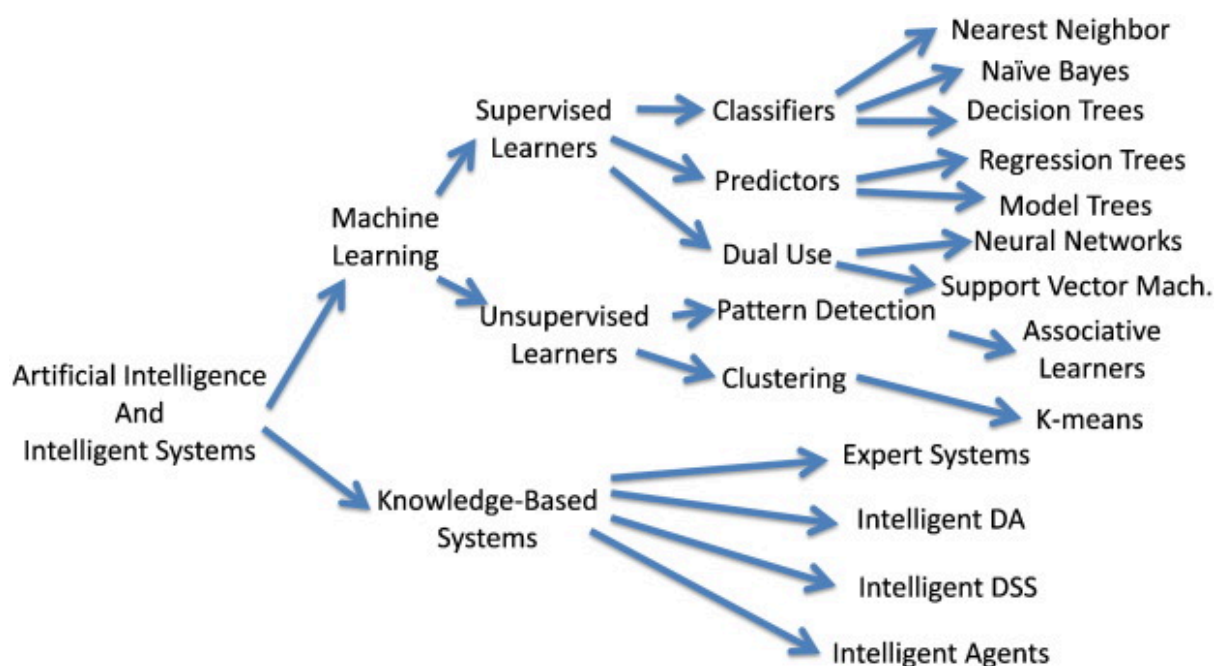 Nearest Neighbor
Naïve Bayes
Supervised
Learners
Classifiers
Decision Trees
Regression Trees
Predictors
Model Trees
Machine
Learning
Dual Use
Neural Networks
Support Vector Mach.
Unsupervised
Learners
Pattern Detection
Associative
Learners
Artificial Intelligence
And
Intelligent Systems
Clustering
K-means
Expert Systems
Knowledge-Based
Systems
Intelligent DA
Intelligent DSS
Intelligent Agents